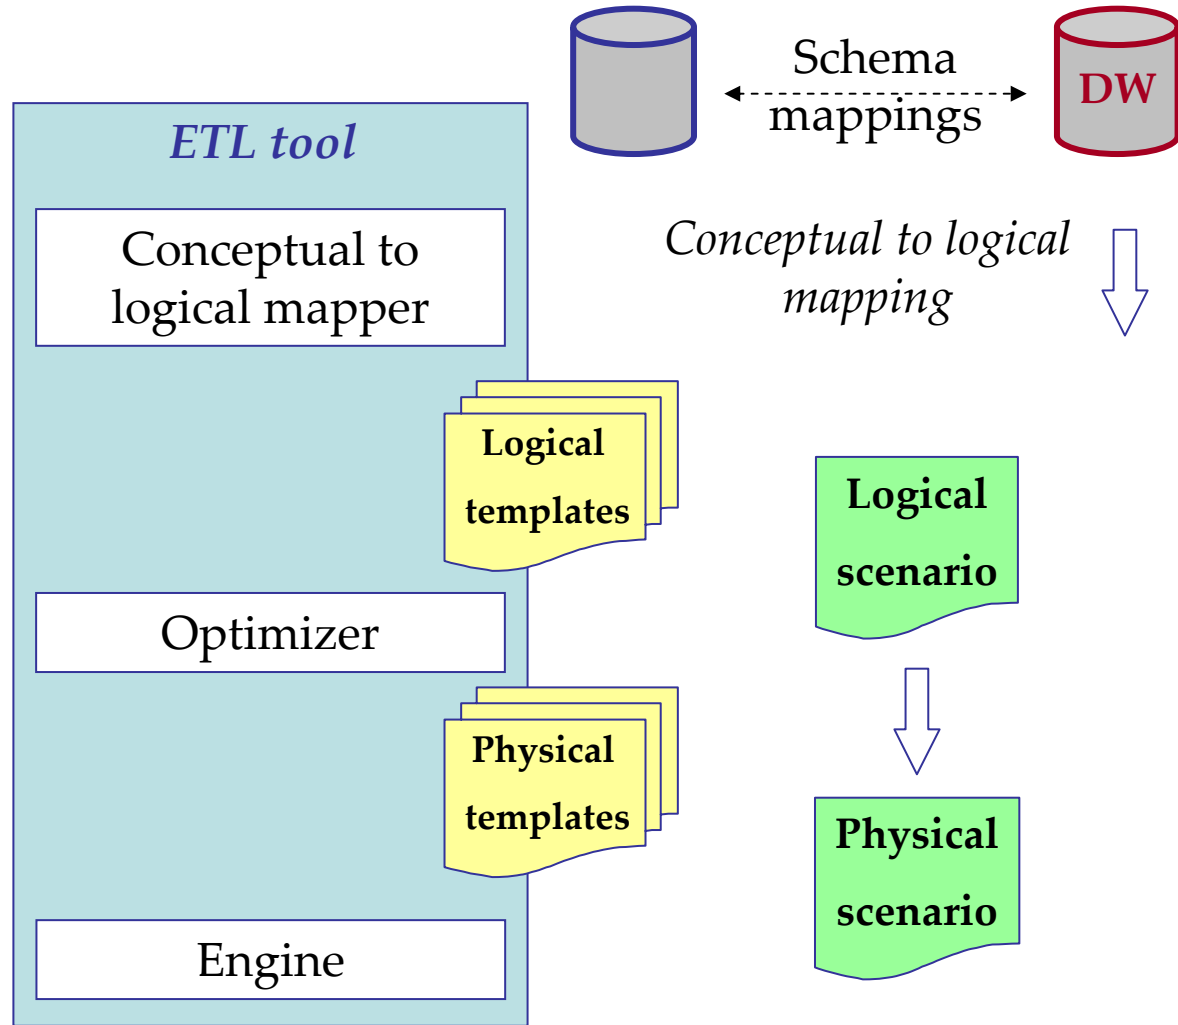 Schema
mappings
DW
ETL tool
Conceptual to
logical mapper
Conceptual to logical
mapping
Logical
templates
Logical
scenario
Optimizer
Physical
templates
Physical
scenario
Engine